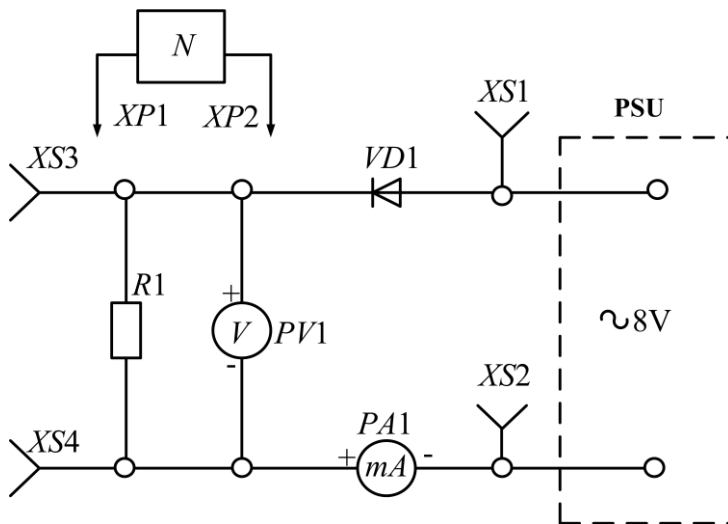 N
XP1
XP2
XS1
PSU
XS3
VD1
R1
+
V
PV1
-
~8V
XS2
PA1
XS4
+
mA
-